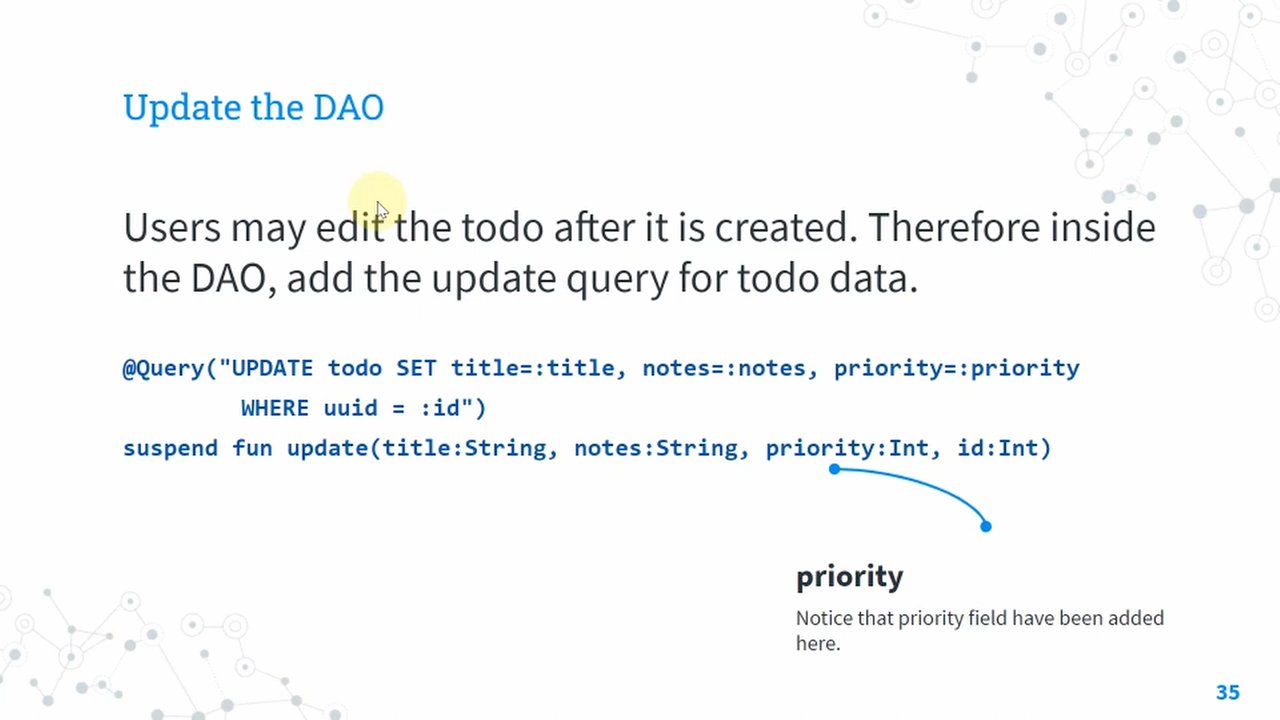 Update the DAO
Users may edit the todo after it is created. Therefore inside
the DAO, add the update query for todo data.
@Query("UPDATE todo SET title=:title, notes=:notes, priority=:priority
WHERE uuid = :id")
suspend fun update(title:String, notes:String, priority:Int, id:Int)
priority
Notice that priority field have been added
here.
35